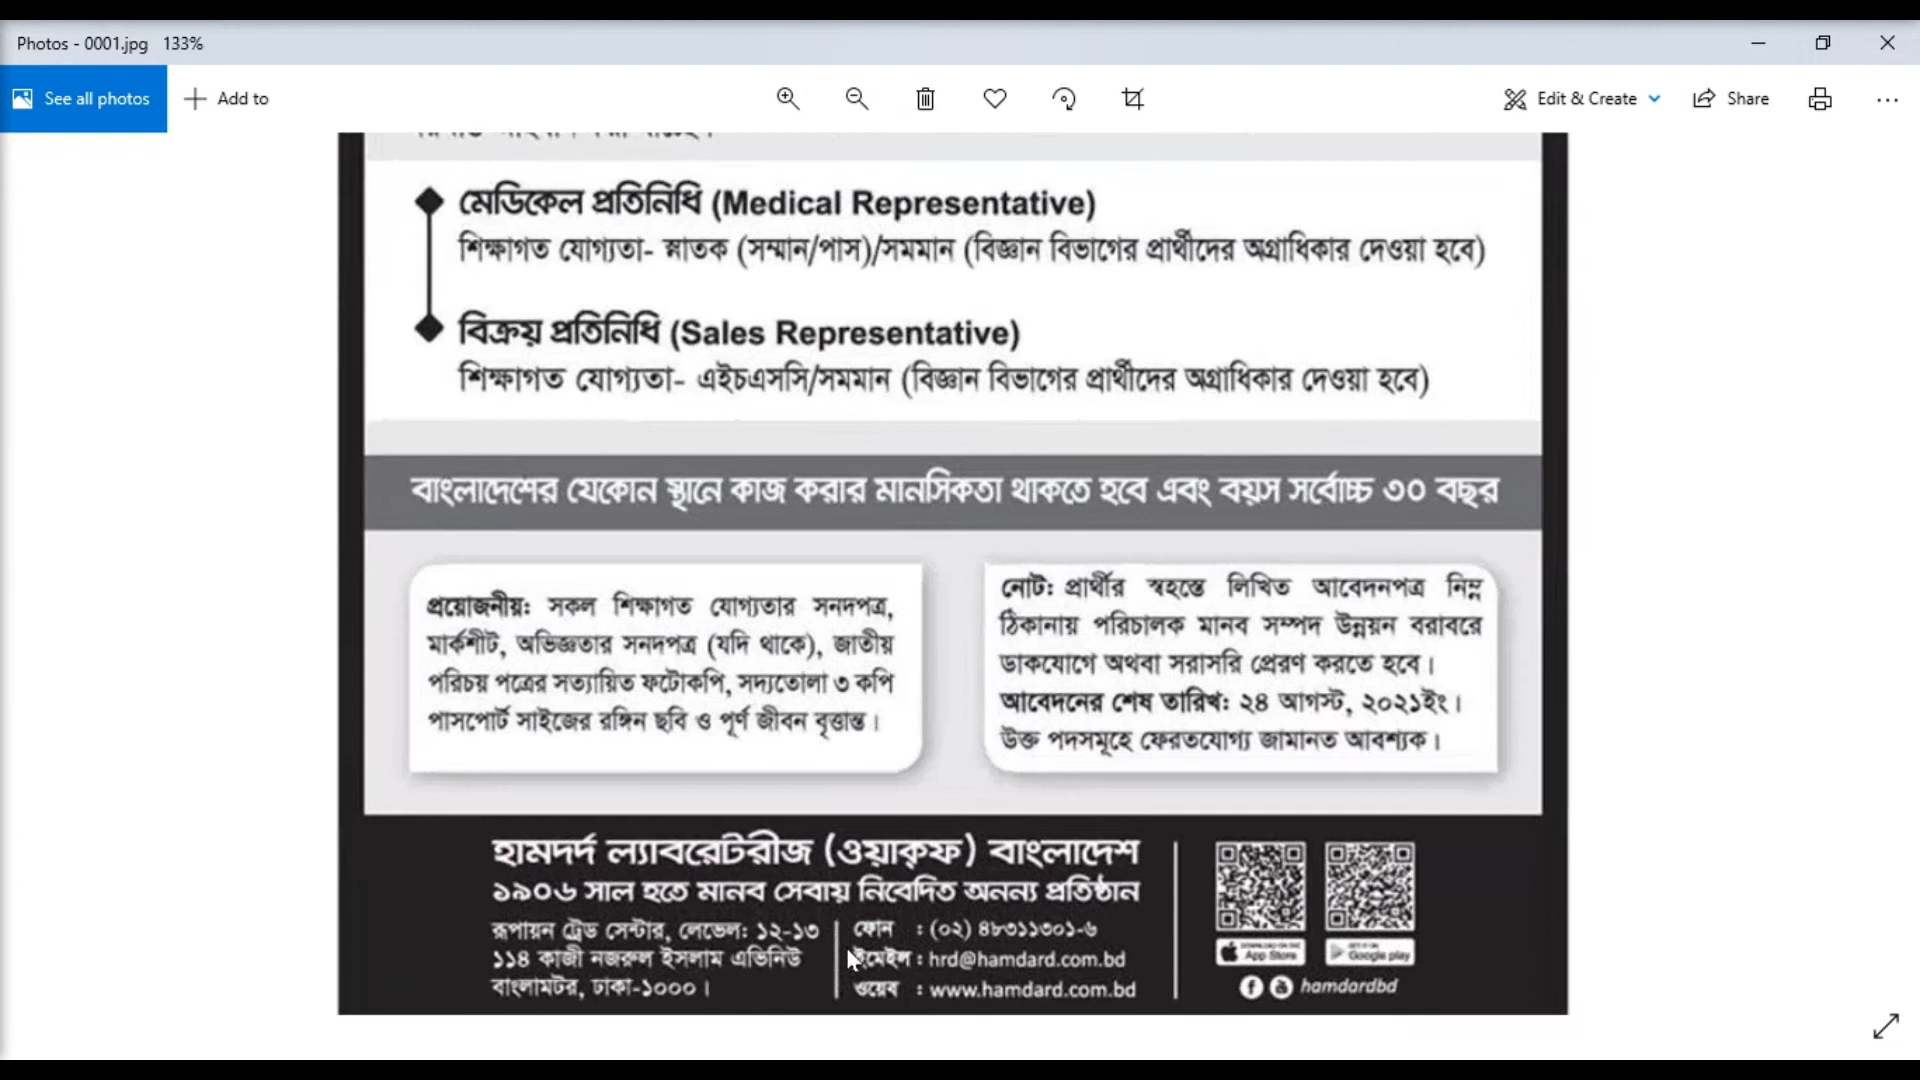 Photos - 0001.jpg 133%
See all photos
Add to
Edit & Create
Share
মেডিকেল প্রতিনিধি (Medical Representative)
শিক্ষাগত যোগ্যতা- স্নাতক (সম্মান/পাস)/সমমান (বিজ্ঞান বিভাগের প্রার্থীদের অগ্রাধিকার দেওয়া হবে)
বিক্রয় প্রতিনিধি (Sales Representative)
শিক্ষাগত যোগ্যতা- এইচএসসি/সমমান (বিজ্ঞান বিভাগের প্রার্থীদের অগ্রাধিকার দেওয়া হবে)
বাংলাদেশের যেকোন স্থানে কাজ করার মানসিকতা থাকতে হবে এবং বয়স সর্বোচ্চ ৩০ বছর
প্রয়োজনীয়: সকল শিক্ষাগত যোগ্যতার সনদপত্র,
মার্কশীট, অভিজ্ঞতার সনদপত্র (যদি থাকে), জাতীয়
পরিচয় পত্রের সত্যায়িত ফটোকপি, সদ্যতোলা ৩ কপি
পাসপোর্ট সাইজের রঙ্গিন ছবি ও পূর্ণ জীবন বৃত্তান্ত।
নোট: প্রার্থীর স্বহস্তে লিখিত আবেদনপত্র নিম্ন
ঠিকানায় পরিচালক মানব সম্পদ উন্নয়ন বরাবরে
ডাকযোগে অথবা সরাসরি প্রেরণ করতে হবে।
আবেদনের শেষ তারিখ: ২৪ আগস্ট, ২০২১ইং।
উক্ত পদসমূহে ফেরতযোগ্য জামানত আবশ্যক।
হামদর্দ ল্যাবরেটরীজ (ওয়াক্‌ফ) বাংলাদেশ
১৯০৬ সাল হতে মানব সেবায় নিবেদিত অনন্য প্রতিষ্ঠান
রূপায়ন ট্রেড সেন্টার, লেভেল: ১২-১৩
১১৪ কাজী নজরুল ইসলাম এভিনিউ
বাংলামটর, ঢাকা-১০০০।
ফোন : (০২) ৪৮৩১১৩০১-৬
ইমেইল : hrd@hamdard.com.bd
ওয়েব : www.hamdard.com.bd
App Store
Google play
hamdardbd